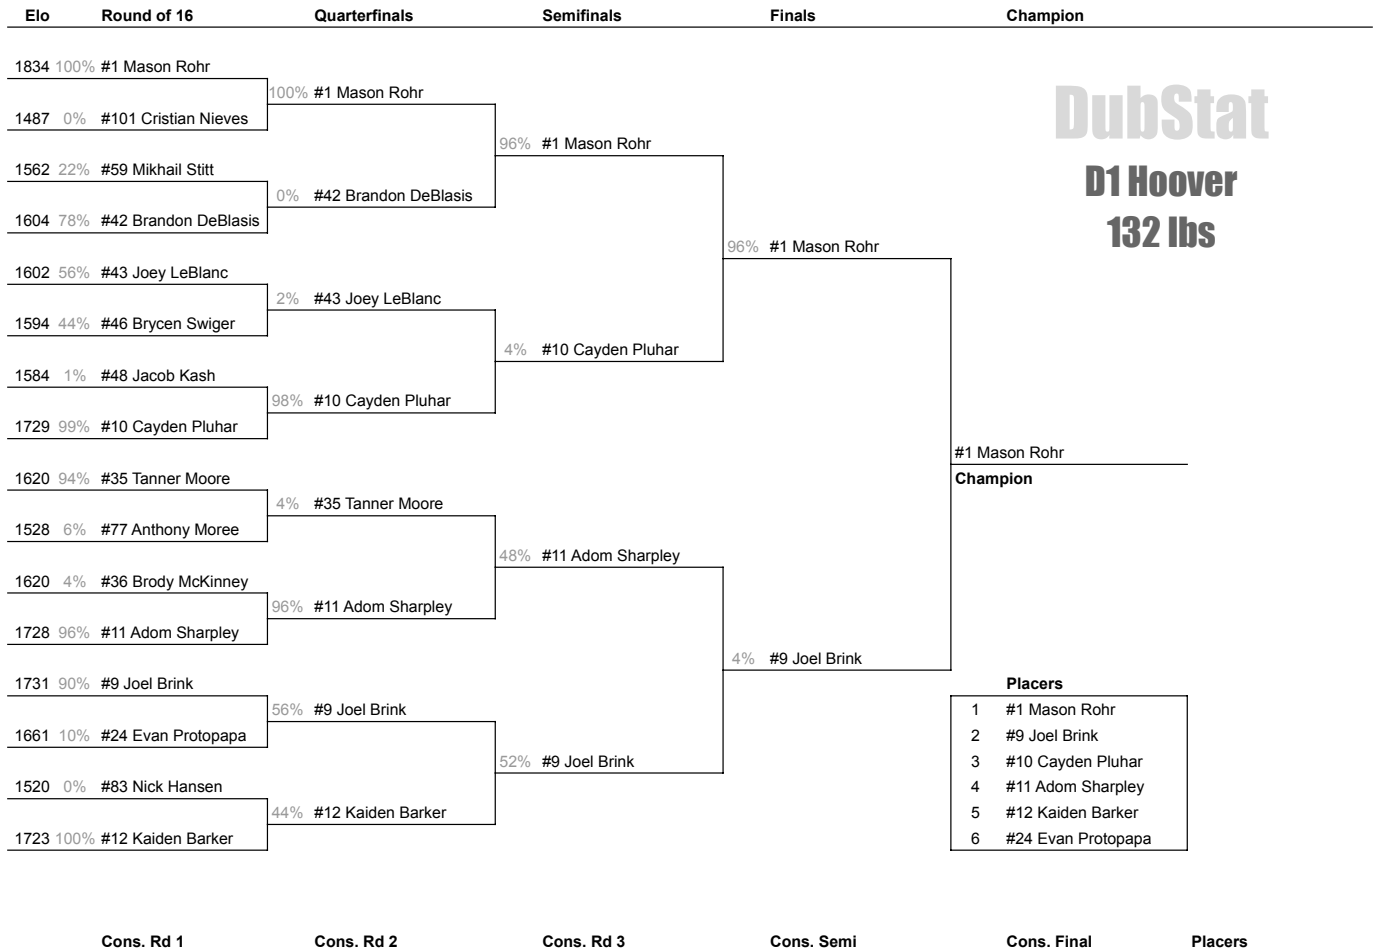 Elo Round of 16 Quarterfinals Semifinals Finals Champion
1834 100% #1 Mason Rohr
100% #1 Mason Rohr
1487 0% #101 Cristian Nieves
DubStat
96% #1 Mason Rohr
1562 22% #59 Mikhail Stitt
D1 Hoover
0% #42 Brandon DeBlasis
1604 78% #42 Brandon DeBlasis
132 lbs
96% #1 Mason Rohr
1602 56% #43 Joey LeBlanc
2% #43 Joey LeBlanc
1594 44% #46 Brycen Swiger
4% #10 Cayden Pluhar
1584 1% #48 Jacob Kash
98% #10 Cayden Pluhar
1729 99% #10 Cayden Pluhar
#1 Mason Rohr
1620 94% #35 Tanner Moore
Champion
4% #35 Tanner Moore
1528 6% #77 Anthony Moree
48% #11 Adom Sharpley
1620 4% #36 Brody McKinney
96% #11 Adom Sharpley
1728 96% #11 Adom Sharpley
4% #9 Joel Brink
1731 90% #9 Joel Brink
Placers
56% #9 Joel Brink
1 #1 Mason Rohr
1661 10% #24 Evan Protopapa
2 #9 Joel Brink
52% #9 Joel Brink
3 #10 Cayden Pluhar
1520 0% #83 Nick Hansen
4 #11 Adom Sharpley
44% #12 Kaiden Barker
5 #12 Kaiden Barker
1723 100% #12 Kaiden Barker
6 #24 Evan Protopapa
Cons. Rd 1 Cons. Rd 2 Cons. Rd 3 Cons. Semi Cons. Final Placers